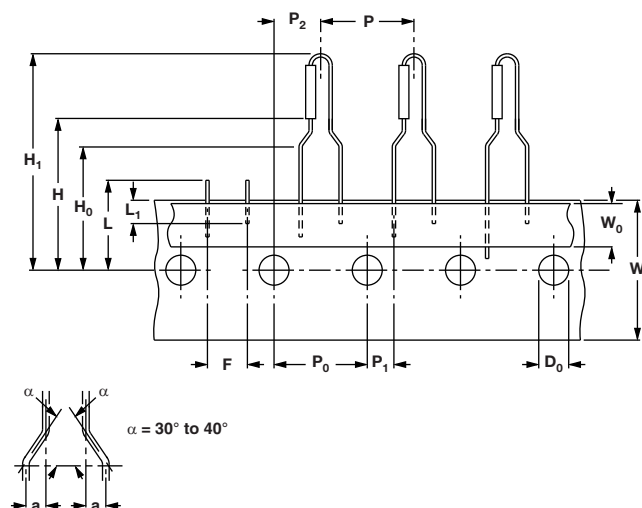 P2 P
H1
H
H0
L
L1
W0
W
F P0 P1 D0
α α
α = 30° to 40°
a a